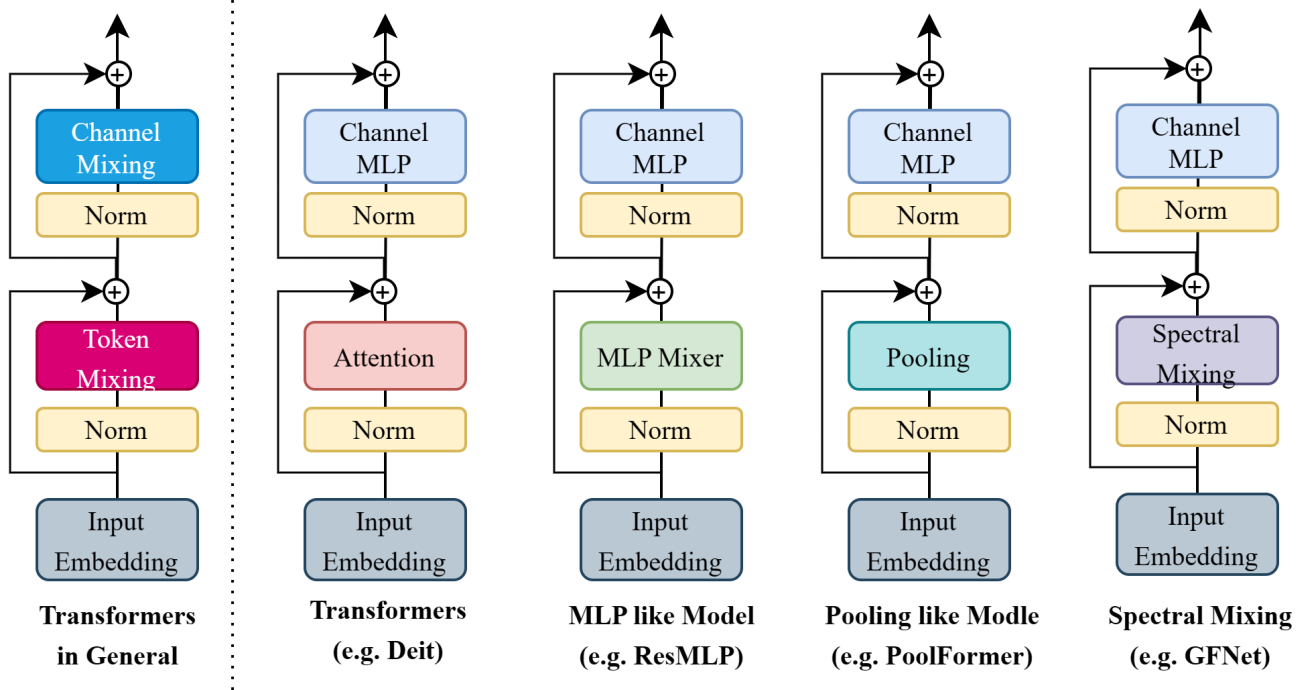 Channel
Mixing
Norm
+
Token
Mixing
Norm
Input
Embedding
Transformers
in General
+
Channel
MLP
Norm
+
Attention
Norm
Input
Embedding
Transformers
(e.g. Deit)
+
Channel
MLP
Norm
+
MLP Mixer
Norm
Input
Embedding
MLP like Model
(e.g. ResMLP)
+
Channel
MLP
Norm
+
Pooling
Norm
Input
Embedding
Pooling like Modle
(e.g. PoolFormer)
+
Channel
MLP
Norm
+
Spectral
Mixing
Norm
Input
Embedding
Spectral Mixing
(e.g. GFNet)